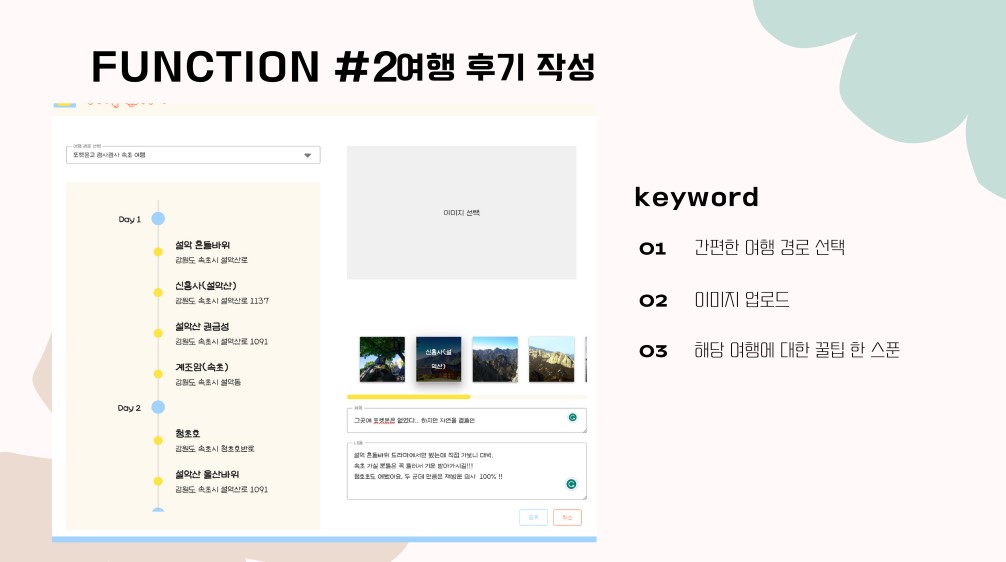 FUNCTION #2여행 후기 작성
여행 경로 선택
포켓몬고 겸사겸사 속초 여행
이미지 선택
Day 1
설악 흔들바위
강원도 속초시 설악산로
신흥사(설악산)
강원도 속초시 설악산로 1137
설악산 권금성
강원도 속초시 설악산로 1091
계조암(속초)
강원도 속초시 설악동
Day 2
청초호
강원도 속초시 청초호반로
설악산 울산바위
강원도 속초시 설악산로 1091
신흥사(설
악산)
제목
그곳에 포켓몬은 없었다... 하지만 자연을 곁들인
내용
설악 흔들바위 드라마에서만 봤는데 직접 가보니 대박,
속초 가실 분들은 꼭 들러서 기운 받아가시길!!!
청초호도 예뻤어요. 두 군데 만큼은 재방문 의사 100% !!
등록
취소
keyword
01 간편한 여행 경로 선택
02 이미지 업로드
03 해당 여행에 대한 꿀팁 한 스푼